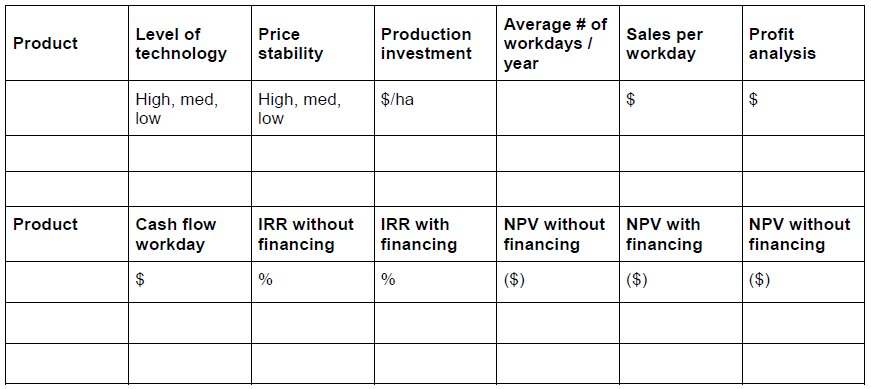 Product Level of technology Price stability Production investment Average # of workdays / year Sales per workday Profit analysis
High, med, low High, med, low $/ha $ $
Product Cash flow workday IRR without financing IRR with financing NPV without financing NPV with financing NPV without financing
$ % % ($) ($) ($)